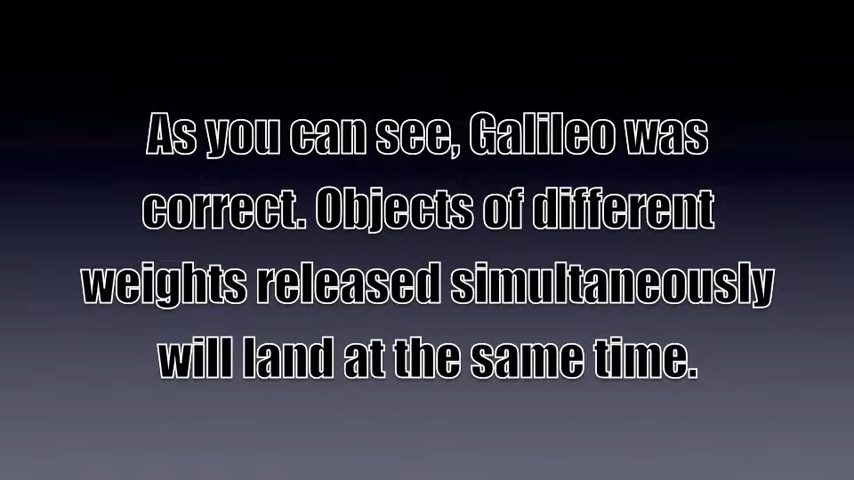 As you can see, Galileo was
correct. Objects of different
weights released simultaneously
will land at the same time.